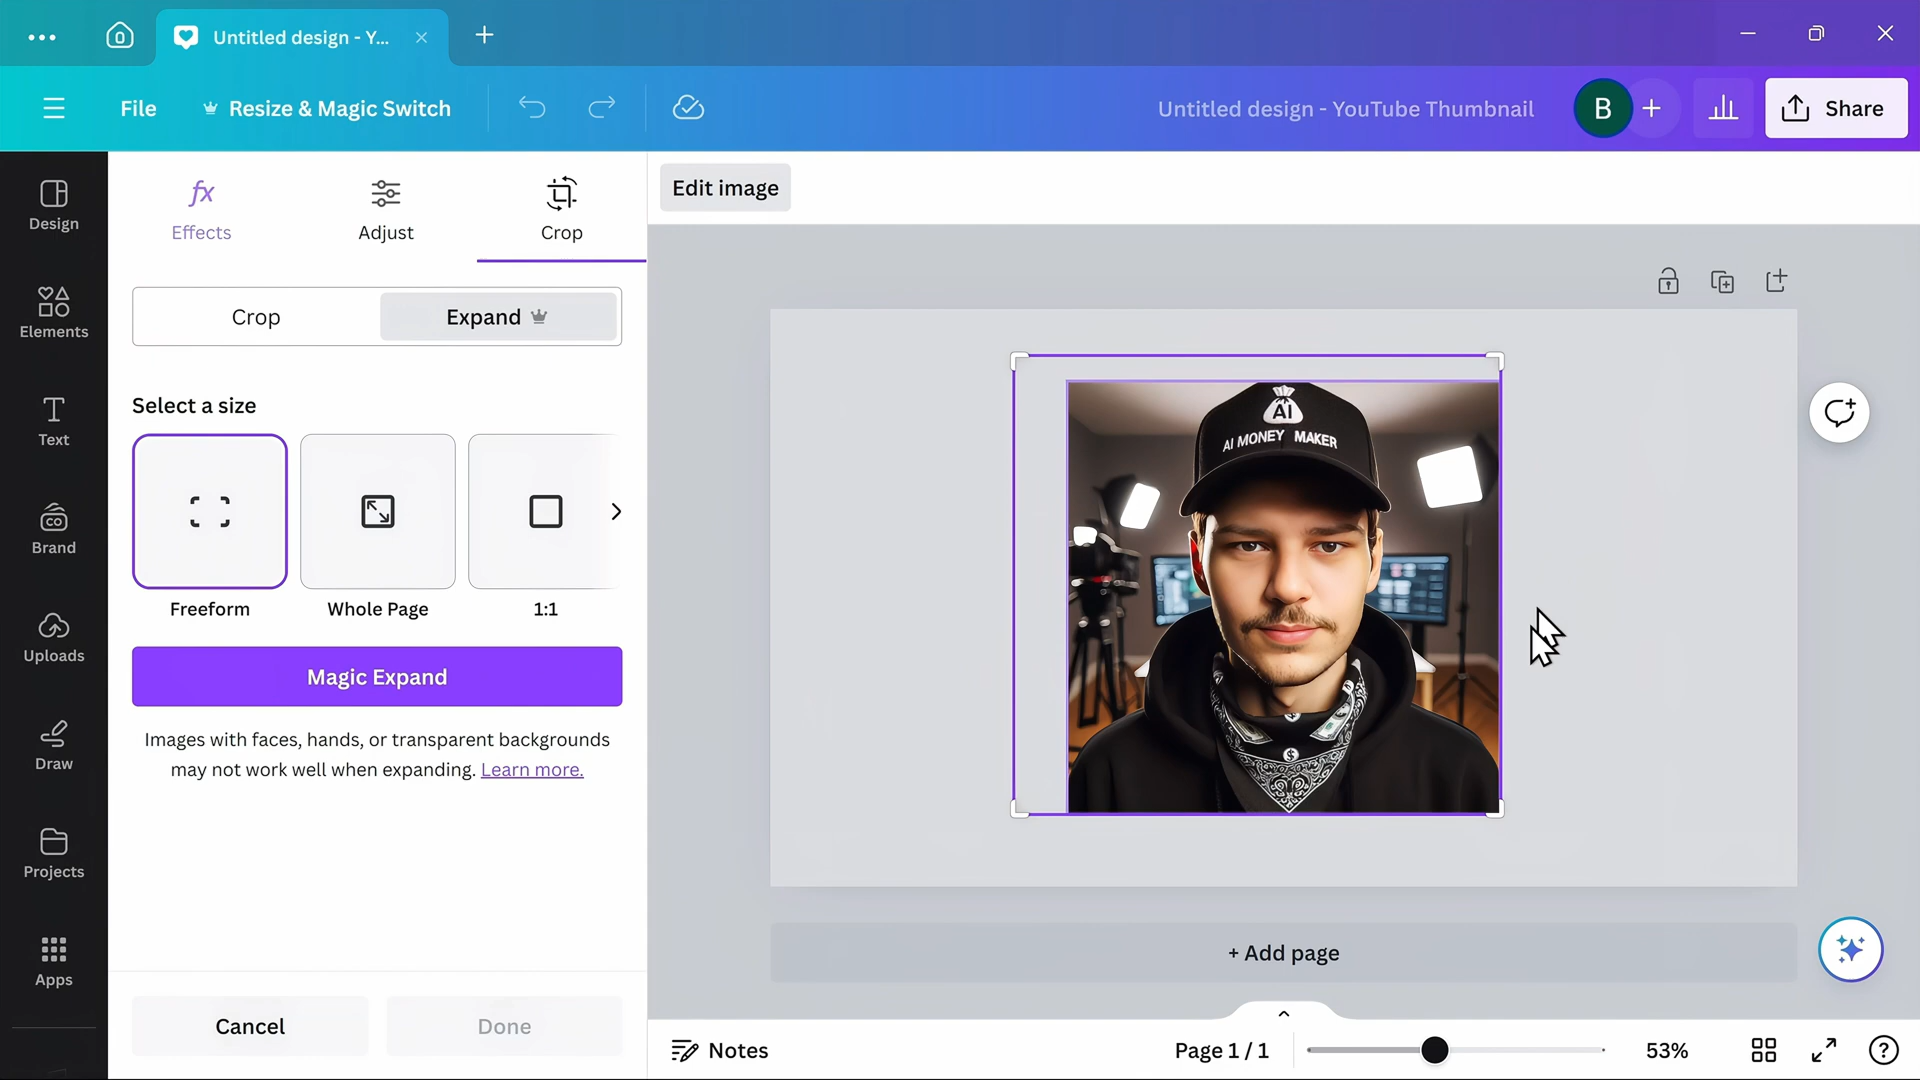 Untitled design - Y...
File
Resize & Magic Switch
Untitled design - YouTube Thumbnail
B
Share
Design
Elements
Text
CO
Brand
Uploads
Draw
Projects
Apps
fx
Effects
Adjust
Crop
Crop
Expand
Select a size
Freeform
Whole Page
1:1
Magic Expand
Images with faces, hands, or transparent backgrounds
may not work well when expanding. Learn more.
Cancel
Done
Edit image
AI
AI MONEY MAKER
+ Add page
Notes
Page 1 / 1
53%